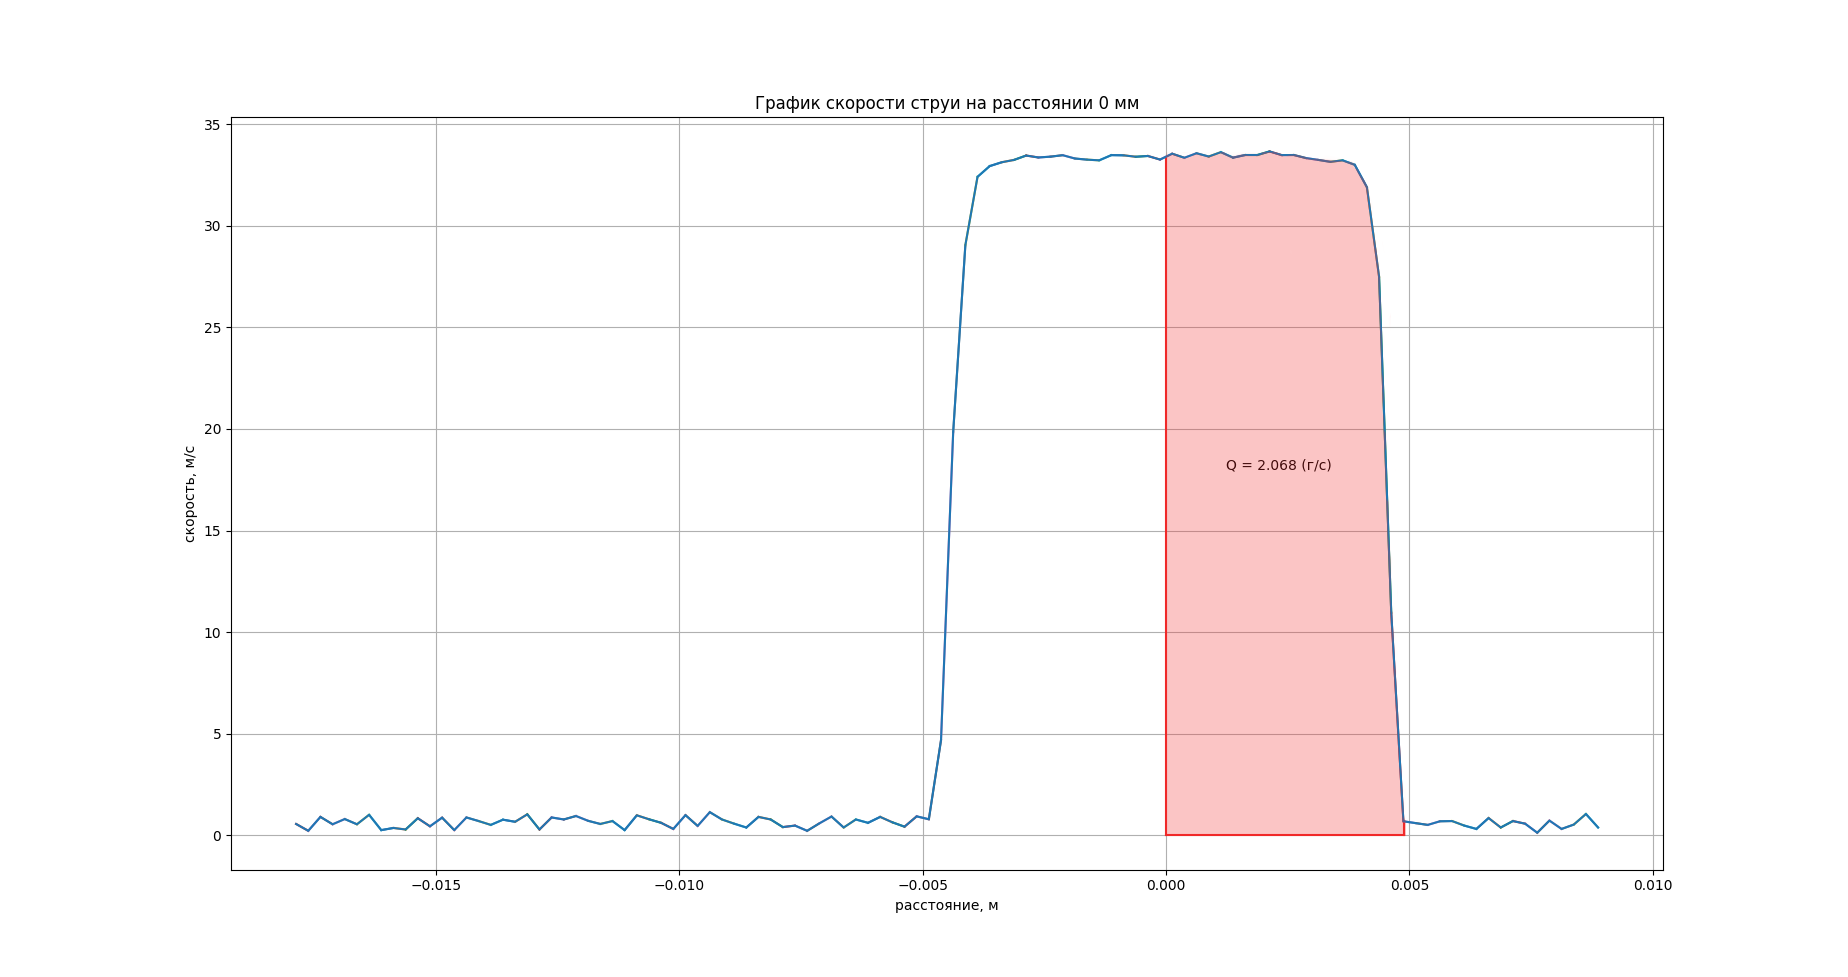 График скорости струи на расстоянии 0 мм
35
30
25
20
15
10
5
0
скорость, м/с
Q = 2.068 (г/с)
−0.015 −0.010 −0.005 0.000 0.005 0.010
расстояние, м